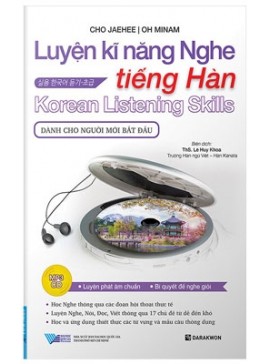 CHO JAEHEE | OH MINAM
Luyện kĩ năng Nghe
실용 한국어 듣기-초급
tiếng Hàn
Korean Listening Skills
DÀNH CHO NGƯỜI MỚI BẮT ĐẦU
Biên dịch:
ThS. Lê Huy Khoa
Trường Hàn ngữ Việt - Hàn Kanata
MP3
CD
• Luyện phát âm chuẩn
• Bí quyết để nghe giỏi
• Học Nghe thông qua các đoạn hội thoại thực tế
• Luyện Nghe, Nói, Đọc, Viết thông qua 17 chủ đề từ dễ đến khó
• Học và ứng dụng thiết thực các từ vựng và mẫu câu thông dụng
DARAKWON